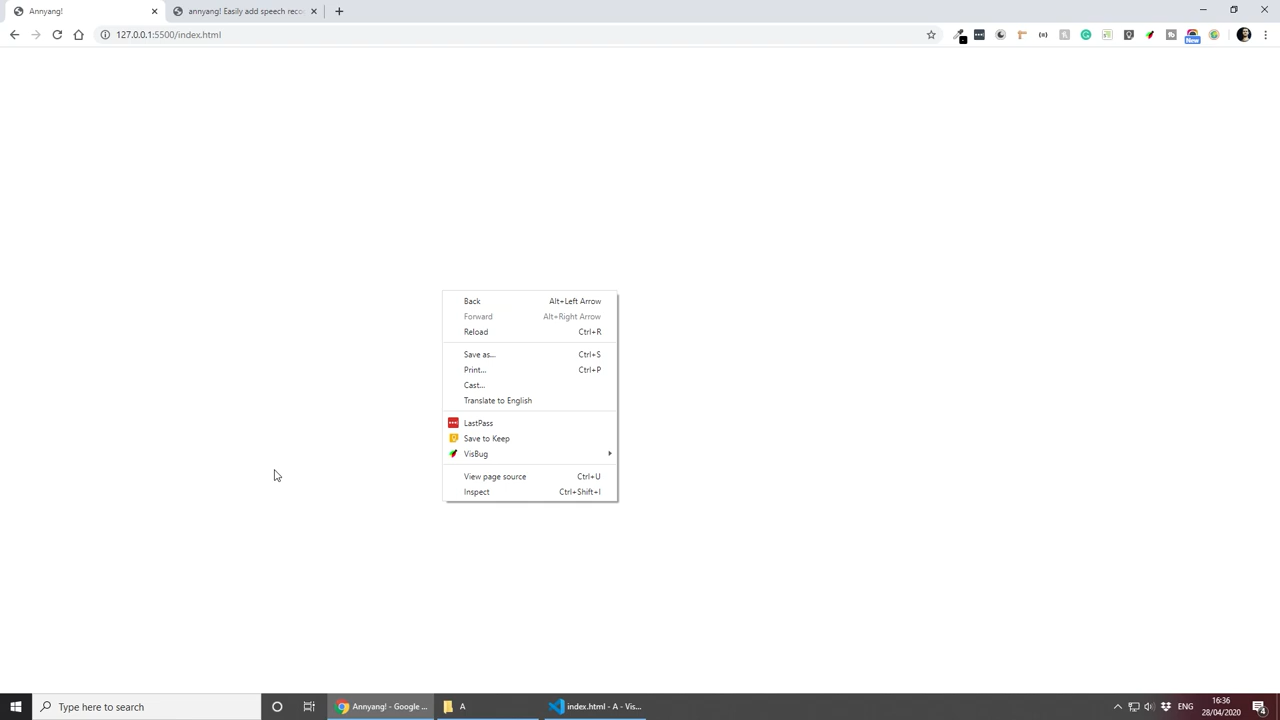 Annyang!
annyang! Easily add speech reco
127.0.0.1:5500/index.html
New
Back Alt+Left Arrow
Forward Alt+Right Arrow
Reload Ctrl+R
Save as... Ctrl+S
Print... Ctrl+P
Cast...
Translate to English
LastPass
Save to Keep
VisBug
View page source Ctrl+U
Inspect Ctrl+Shift+I
Type here to search
Annyang! - Google ...
A
index.html - A - Vis...
ENG
16:36
28/04/2020
4